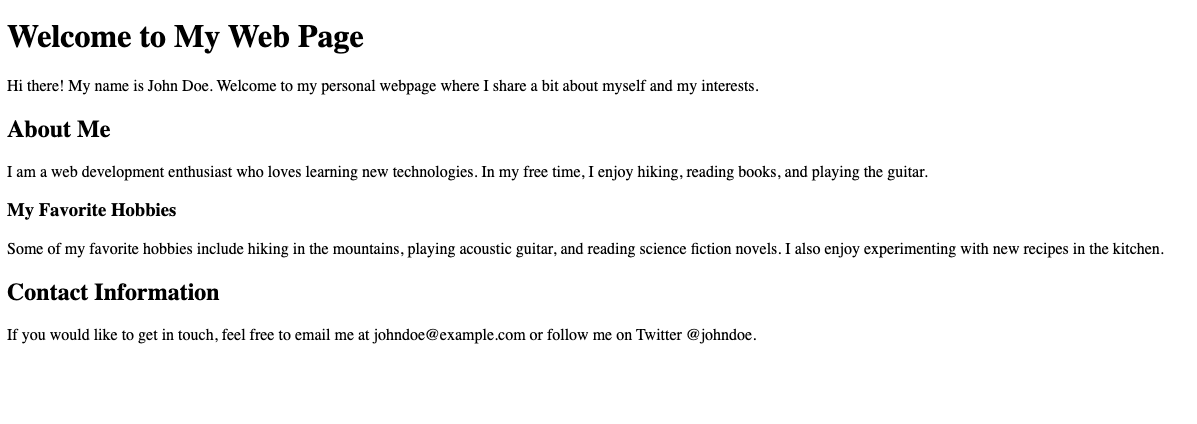 Welcome to My Web Page
Hi there! My name is John Doe. Welcome to my personal webpage where I share a bit about myself and my interests.
About Me
I am a web development enthusiast who loves learning new technologies. In my free time, I enjoy hiking, reading books, and playing the guitar.
My Favorite Hobbies
Some of my favorite hobbies include hiking in the mountains, playing acoustic guitar, and reading science fiction novels. I also enjoy experimenting with new recipes in the kitchen.
Contact Information
If you would like to get in touch, feel free to email me at johndoe@example.com or follow me on Twitter @johndoe.